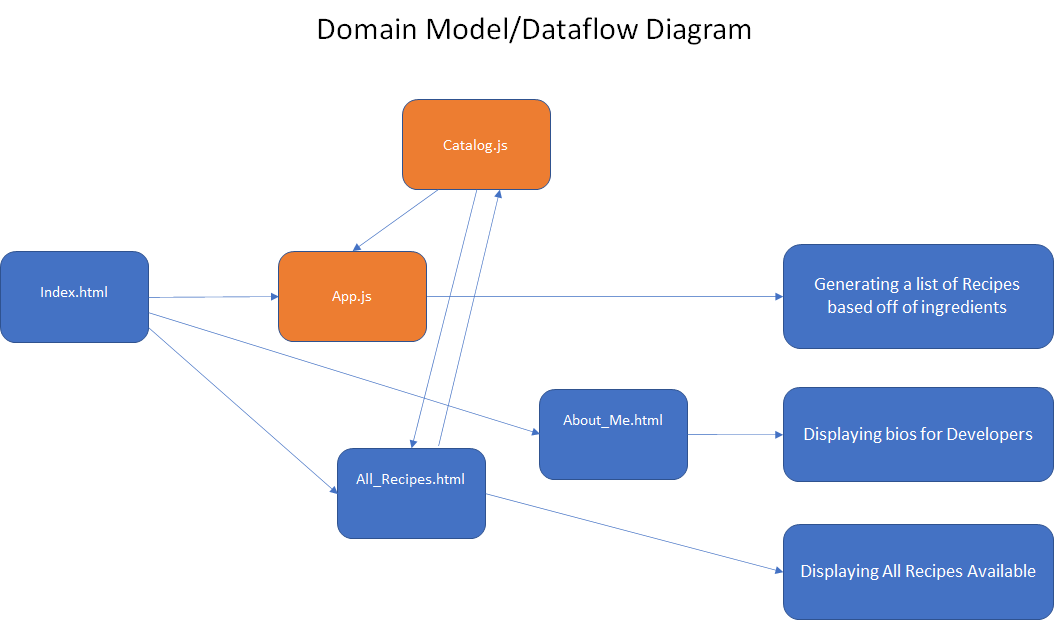 Domain Model/Dataflow Diagram
Catalog.js
Index.html
App.js
Generating a list of Recipes
based off of ingredients
About_Me.html
Displaying bios for Developers
All_Recipes.html
Displaying All Recipes Available